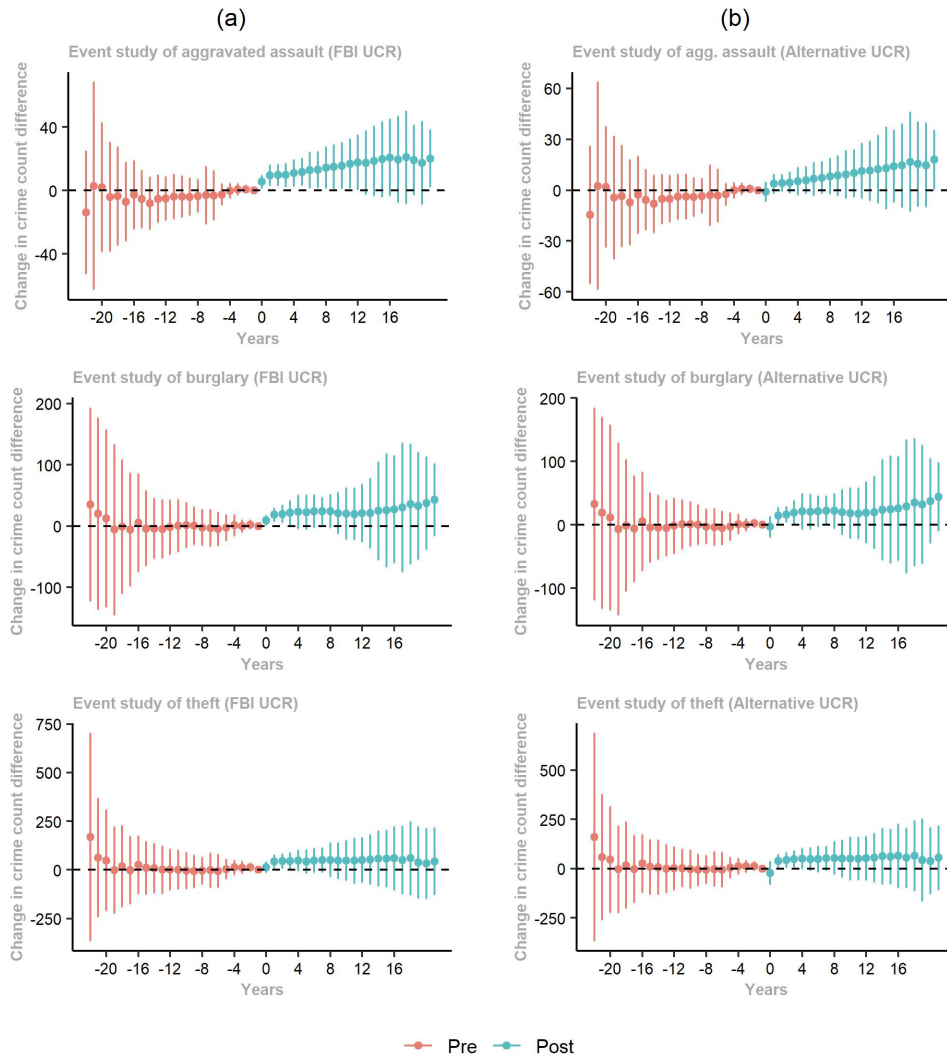 (a)
(b)
Event study of aggravated assault (FBI UCR)
Event study of agg. assault (Alternative UCR)
Change in crime count difference
40
0
-40
-20 -16 -12 -8 -4 0 4 8 12 16
Years
Change in crime count difference
60
30
0
-30
-60
-20 -16 -12 -8 -4 0 4 8 12 16
Years
Event study of burglary (FBI UCR)
Event study of burglary (Alternative UCR)
Change in crime count difference
200
100
0
-100
-20 -16 -12 -8 -4 0 4 8 12 16
Years
Change in crime count difference
200
100
0
-100
-20 -16 -12 -8 -4 0 4 8 12 16
Years
Event study of theft (FBI UCR)
Event study of theft (Alternative UCR)
Change in crime count difference
750
500
250
0
-250
-20 -16 -12 -8 -4 0 4 8 12 16
Years
Change in crime count difference
500
250
0
-250
-20 -16 -12 -8 -4 0 4 8 12 16
Years
Pre Post